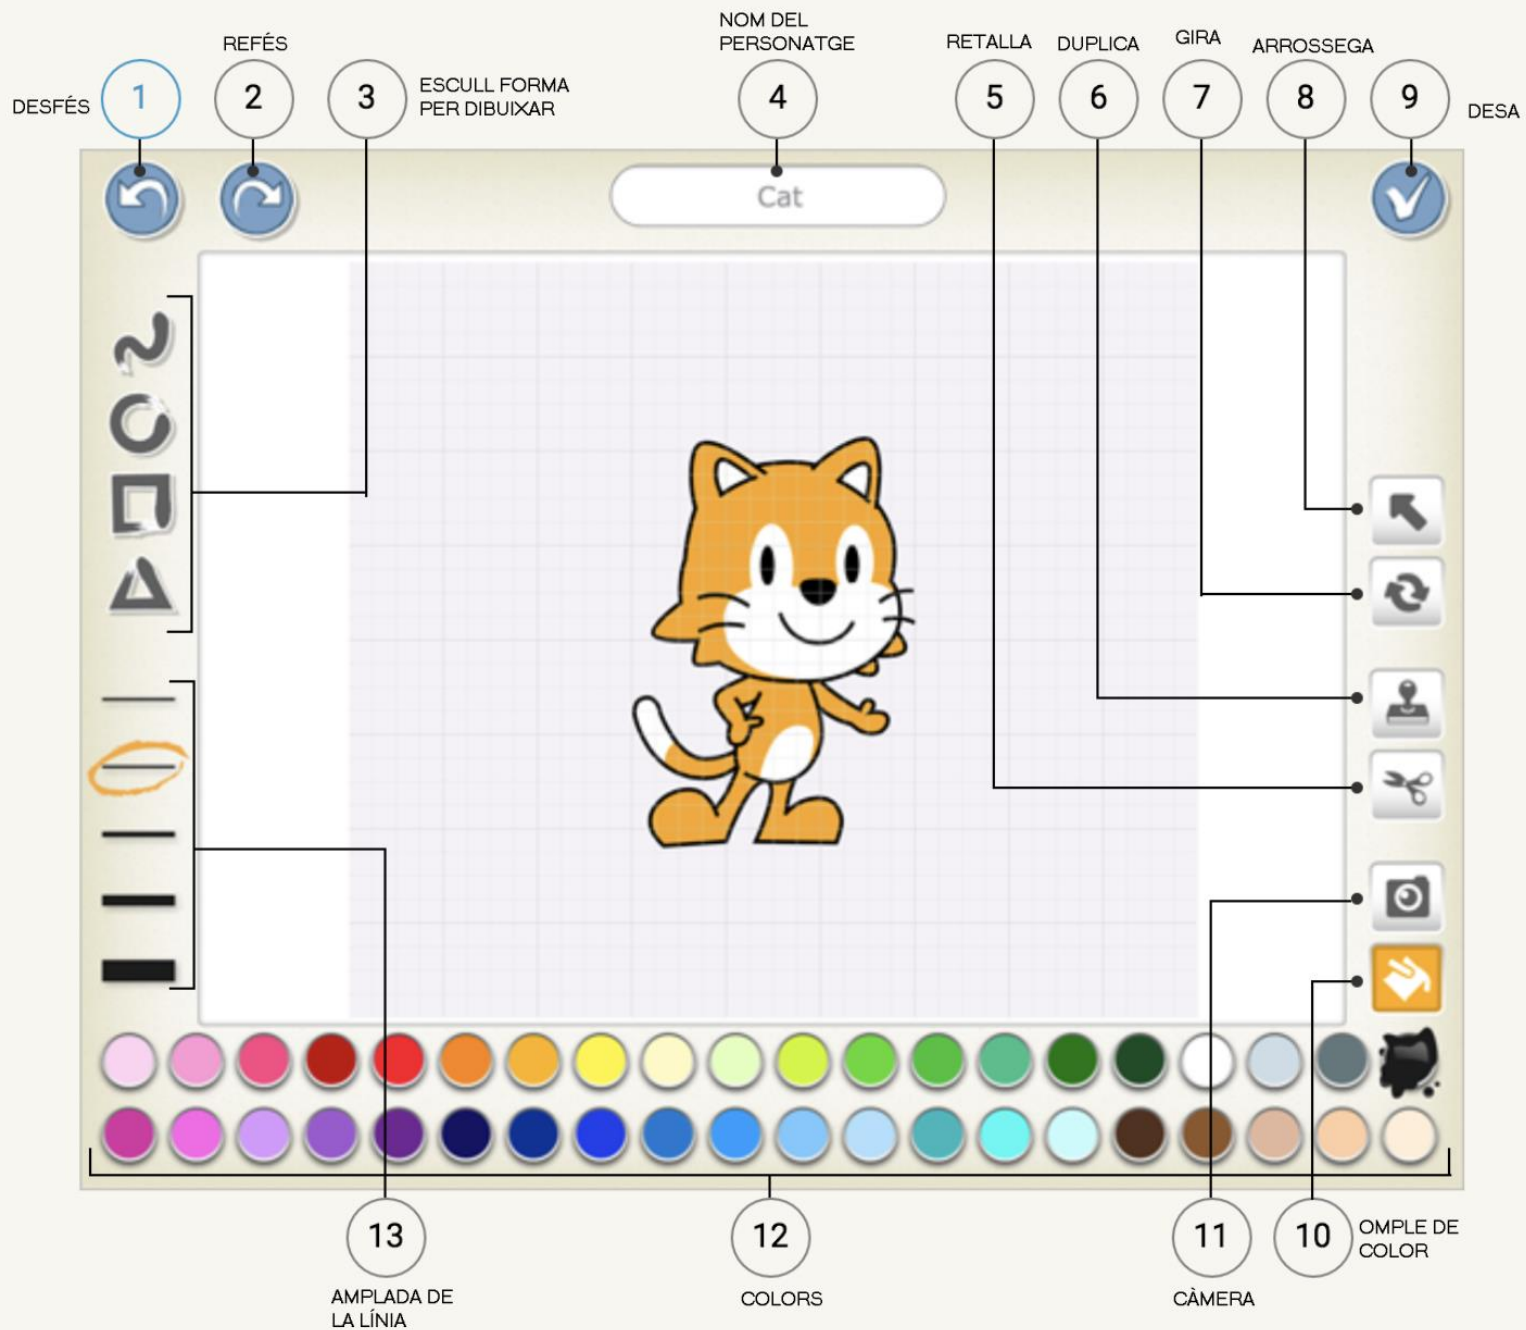 NOM DEL
PERSONATGE
REFÉS
RETALLA
DUPLICA
GIRA
ARROSSEGA
DESFÉS
1
2
3
ESCULL FORMA
PER DIBUIXAR
4
5
6
7
8
9
DESA
Cat
13
12
11
10
OMPLE DE
COLOR
AMPLADA DE
LA LÍNIA
COLORS
CÀMERA